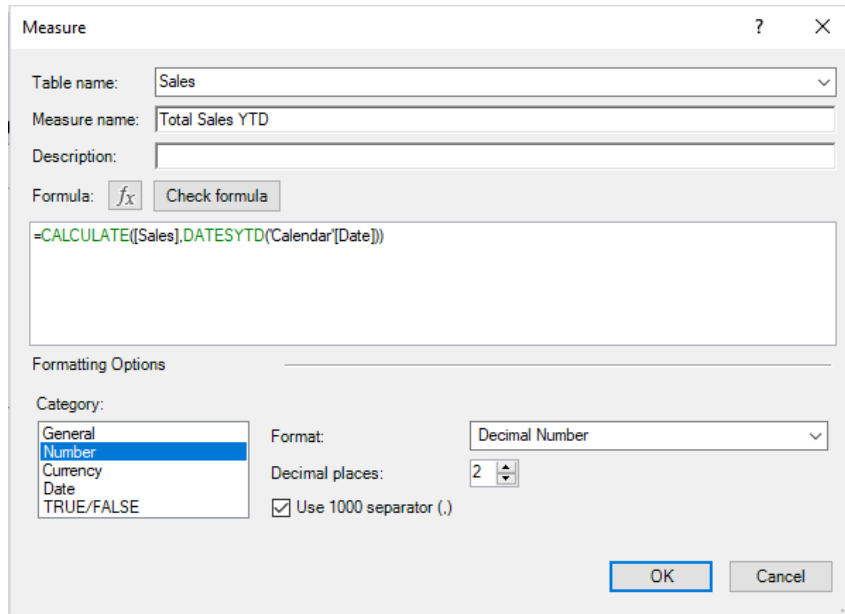 Measure ?
Table name: Sales
Measure name: Total Sales YTD
Description:
Formula: fx Check formula
=CALCULATE([Sales],DATESYTD('Calendar'[Date]))
Formatting Options
Category:
General
Number
Currency
Date
TRUE/FALSE
Format: Decimal Number
Decimal places: 2
Use 1000 separator (,)
OK Cancel